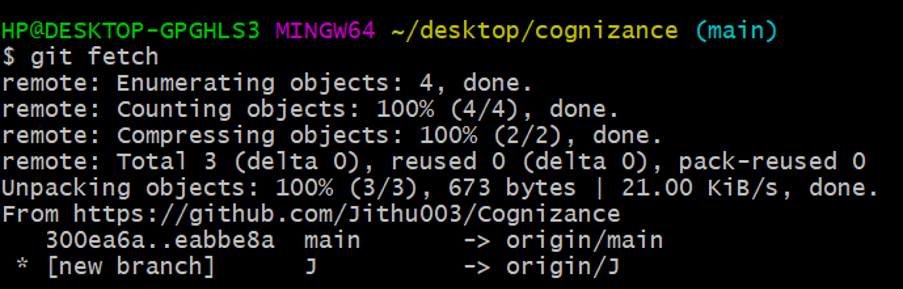 HP@DESKTOP-GPGHLS3 MINGW64 ~/desktop/cognizance (main)
$ git fetch
remote: Enumerating objects: 4, done.
remote: Counting objects: 100% (4/4), done.
remote: Compressing objects: 100% (2/2), done.
remote: Total 3 (delta 0), reused 0 (delta 0), pack-reused 0
Unpacking objects: 100% (3/3), 673 bytes | 21.00 KiB/s, done.
From https://github.com/Jithu003/Cognizance
   300ea6a..eabbe8a  main       -> origin/main
 * [new branch]      J          -> origin/J